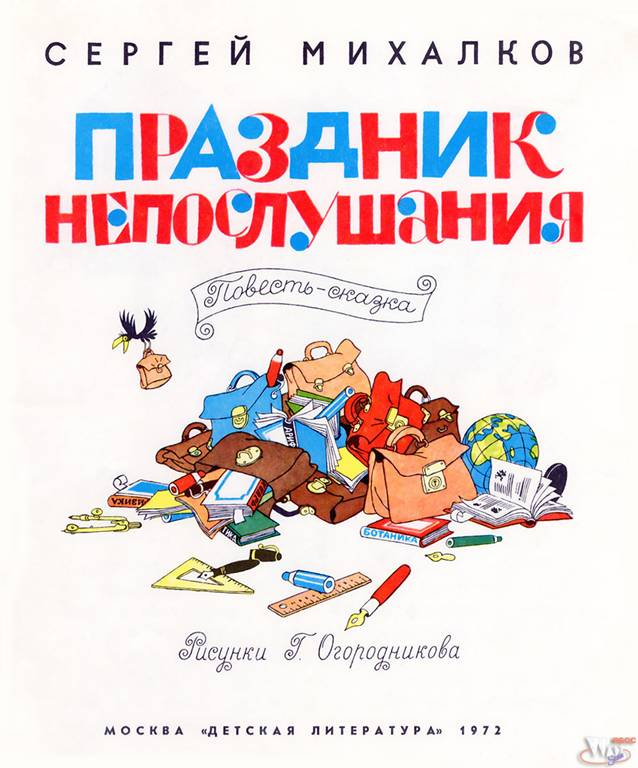 СЕРГЕЙ МИХАЛКОВ
ПРАЗДНИК
НЕПОСЛУШАНИЯ
Повесть-сказка
БОТАНИКА
Рисунки Г. Огородникова
МОСКВА «ДЕТСКАЯ ЛИТЕРАТУРА» 1972